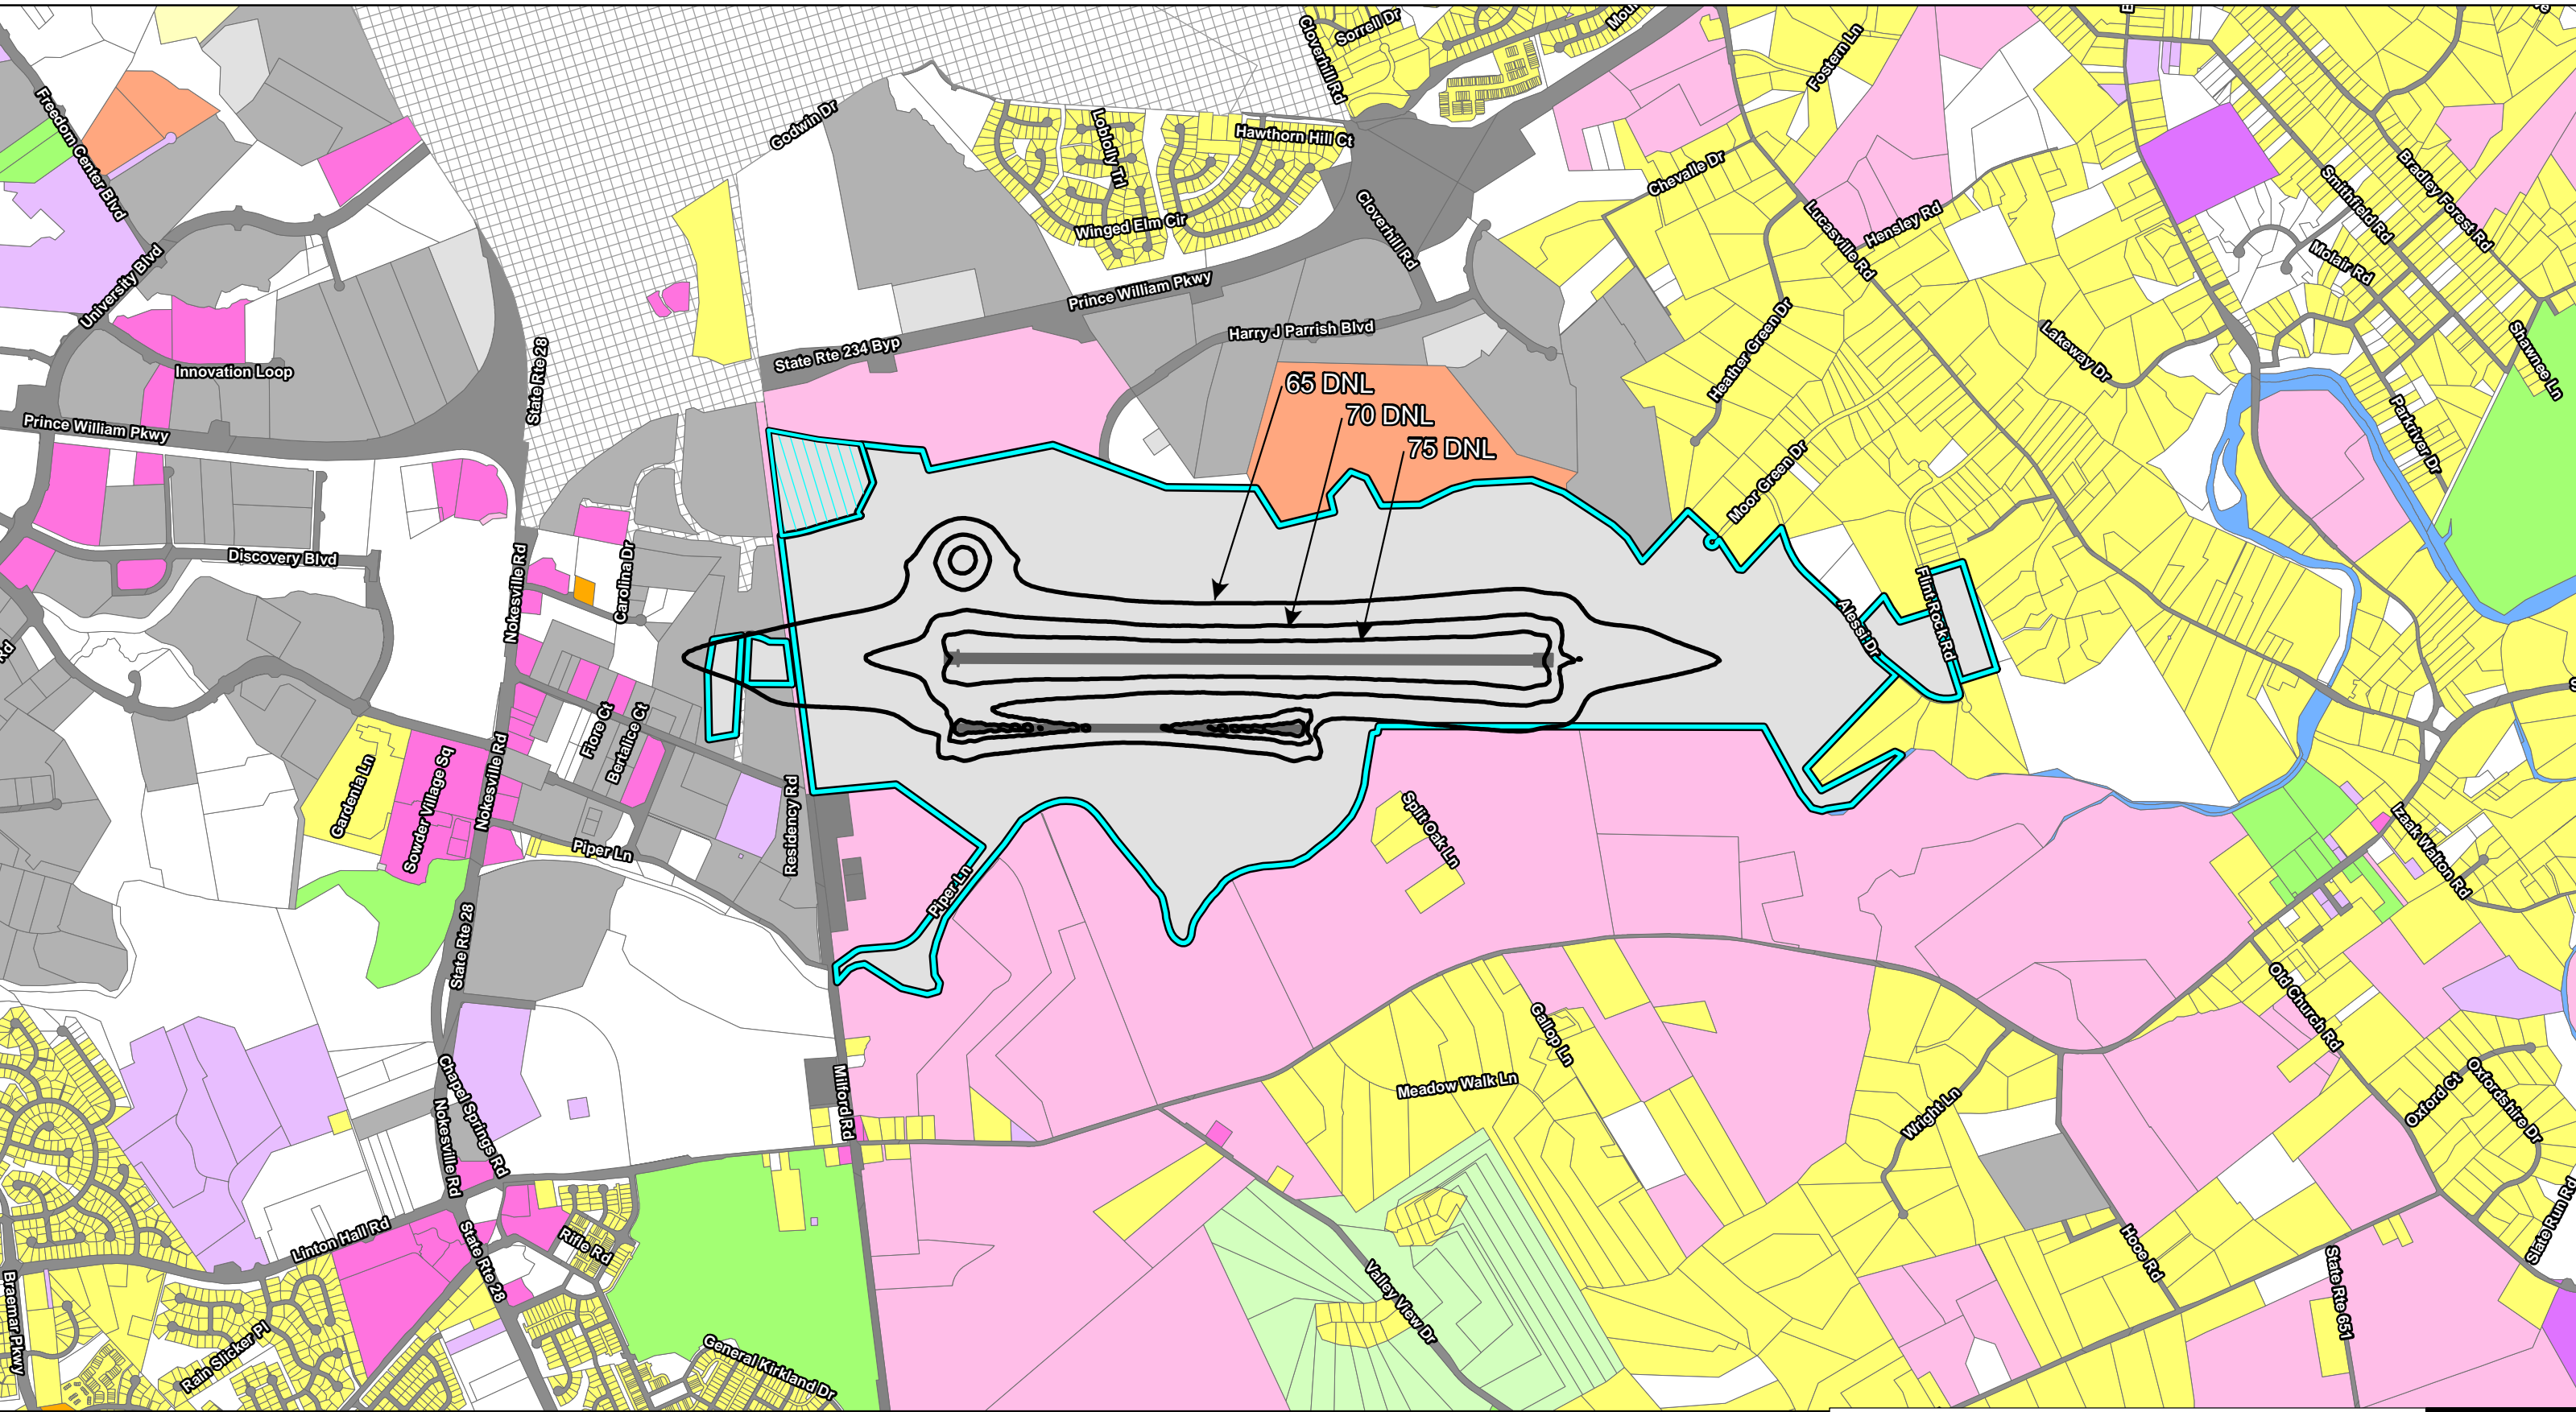 Sorrell Dr
Cloverhill Rd
Fostern Ln
Freedom Center Blvd
Godwin Dr
Loblolly Trl
Hawthorn Hill Ct
Winged Elm Cir
Cloverhill Rd
Chevalle Dr
Lucasville Rd
Hensley Rd
Smithfield Rd
Bradley Forest Rd
Molair Rd
University Blvd
Prince William Pkwy
Harry J Parrish Blvd
State Rte 234 Byp
State Rte 28
Innovation Loop
Heather Green Dr
Lakeway Dr
Shawnee Ln
65 DNL
70 DNL
75 DNL
Prince William Pkwy
Parkriver Dr
Moor Green Dr
Discovery Blvd
Nokesville Rd
Carolina Dr
Flint Rock Rd
Alessi Dr
Rd
Fiore Ct
Bertalice Ct
Gardenia Ln
Sowder Village Sq
Nokesville Rd
Residency Rd
Piper Ln
Split Oak Ln
Izaak Walton Rd
Piper Ln
State Rte 28
Old Church Rd
Gallop Ln
Meadow Walk Ln
Milford Rd
Chapel Springs Rd
Nokesville Rd
Wright Ln
Oxford Ct
Oxfordshire Dr
Linton Hall Rd
State Rte 28
Rifle Rd
Valley View Dr
Hooe Rd
State Rte 651
Slate Run Rd
Braemar Pkwy
Rain Slicker Pl
General Kirkland Dr